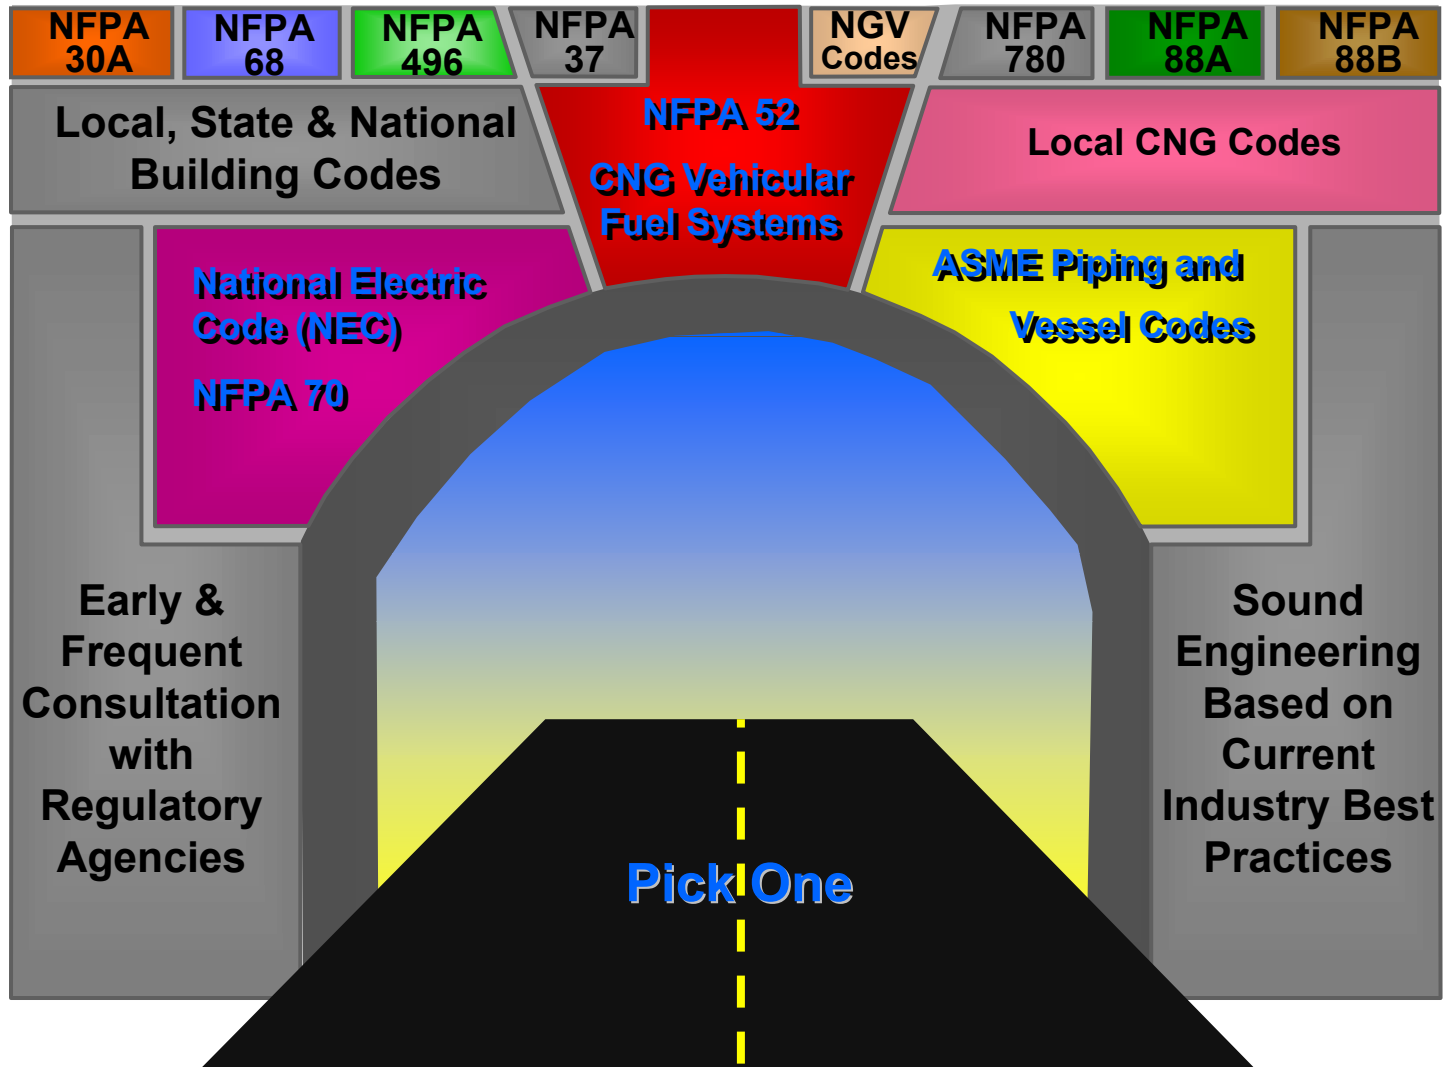 NFPA
30A
NFPA
68
NFPA
496
NFPA
37
NGV
Codes
NFPA
780
NFPA
88A
NFPA
88B
Local, State & National
Building Codes
NFPA 52
CNG Vehicular
Fuel Systems
Local CNG Codes
National Electric
Code (NEC)
NFPA 70
ASME Piping and
Vessel Codes
Early &
Frequent
Consultation
with
Regulatory
Agencies
Sound
Engineering
Based on
Current
Industry Best
Practices
Pick One